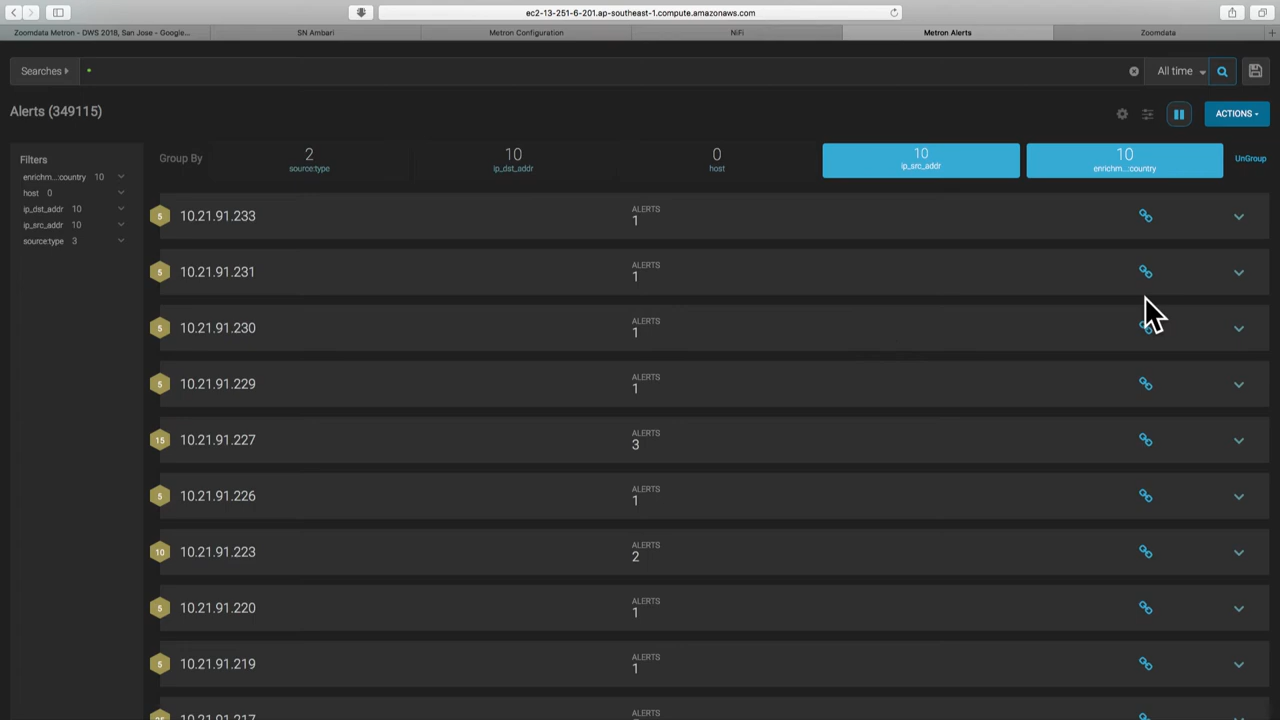 ec2-13-251-6-201.ap-southeast-1.compute.amazonaws.com
Zoomdata Metron - DWS 2018, San Jose - Google...
SN Ambari
Metron Configuration
NiFi
Metron Alerts
Zoomdata
Searches
*
All time
Alerts (349115)
ACTIONS
Filters
enrichm...:country 10
host 0
ip_dst_addr 10
ip_src_addr 10
source:type 3
Group By
2
source:type
10
ip_dst_addr
0
host
10
ip_src_addr
10
enrichm...:country
UnGroup
5 10.21.91.233 ALERTS
1
5 10.21.91.231 ALERTS
1
5 10.21.91.230 ALERTS
1
5 10.21.91.229 ALERTS
1
15 10.21.91.227 ALERTS
3
5 10.21.91.226 ALERTS
1
10 10.21.91.223 ALERTS
2
5 10.21.91.220 ALERTS
1
5 10.21.91.219 ALERTS
1
10.21.91.217